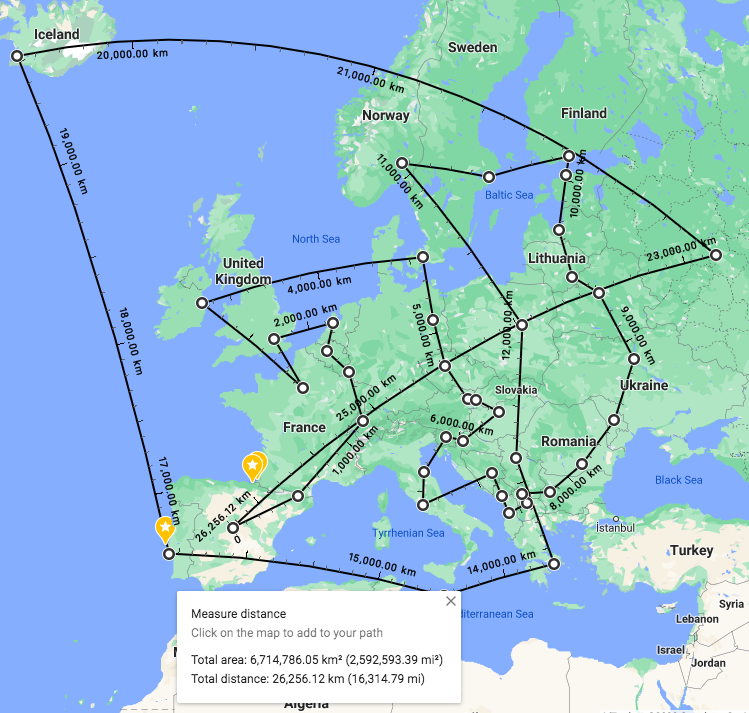 Iceland
20,000.00 km
Sweden
21,000.00 km
Norway
Finland
19,000.00 km
11,000.00 km
10,000.00 km
Baltic Sea
North Sea
23,000.00 km
United
Kingdom
Lithuania
4,000.00 km
2,000.00 km
5,000.00 km
12,000.00 km
9,000.00 km
18,000.00 km
25,000.00 km
Slovakia
Ukraine
France
6,000.00 km
Romania
1,000.00 km
17,000.00 km
8,000.00 km
Black Sea
26,256.12 km
0
Tyrrhenian Sea
İstanbul
15,000.00 km
14,000.00 km
Turkey
Syria
Measure distance
Click on the map to add to your path
Lebanon
Total area: 6,714,786.05 km² (2,592,593.39 mi²)
Israel
Total distance: 26,256.12 km (16,314.79 mi)
Jordan
Algeria